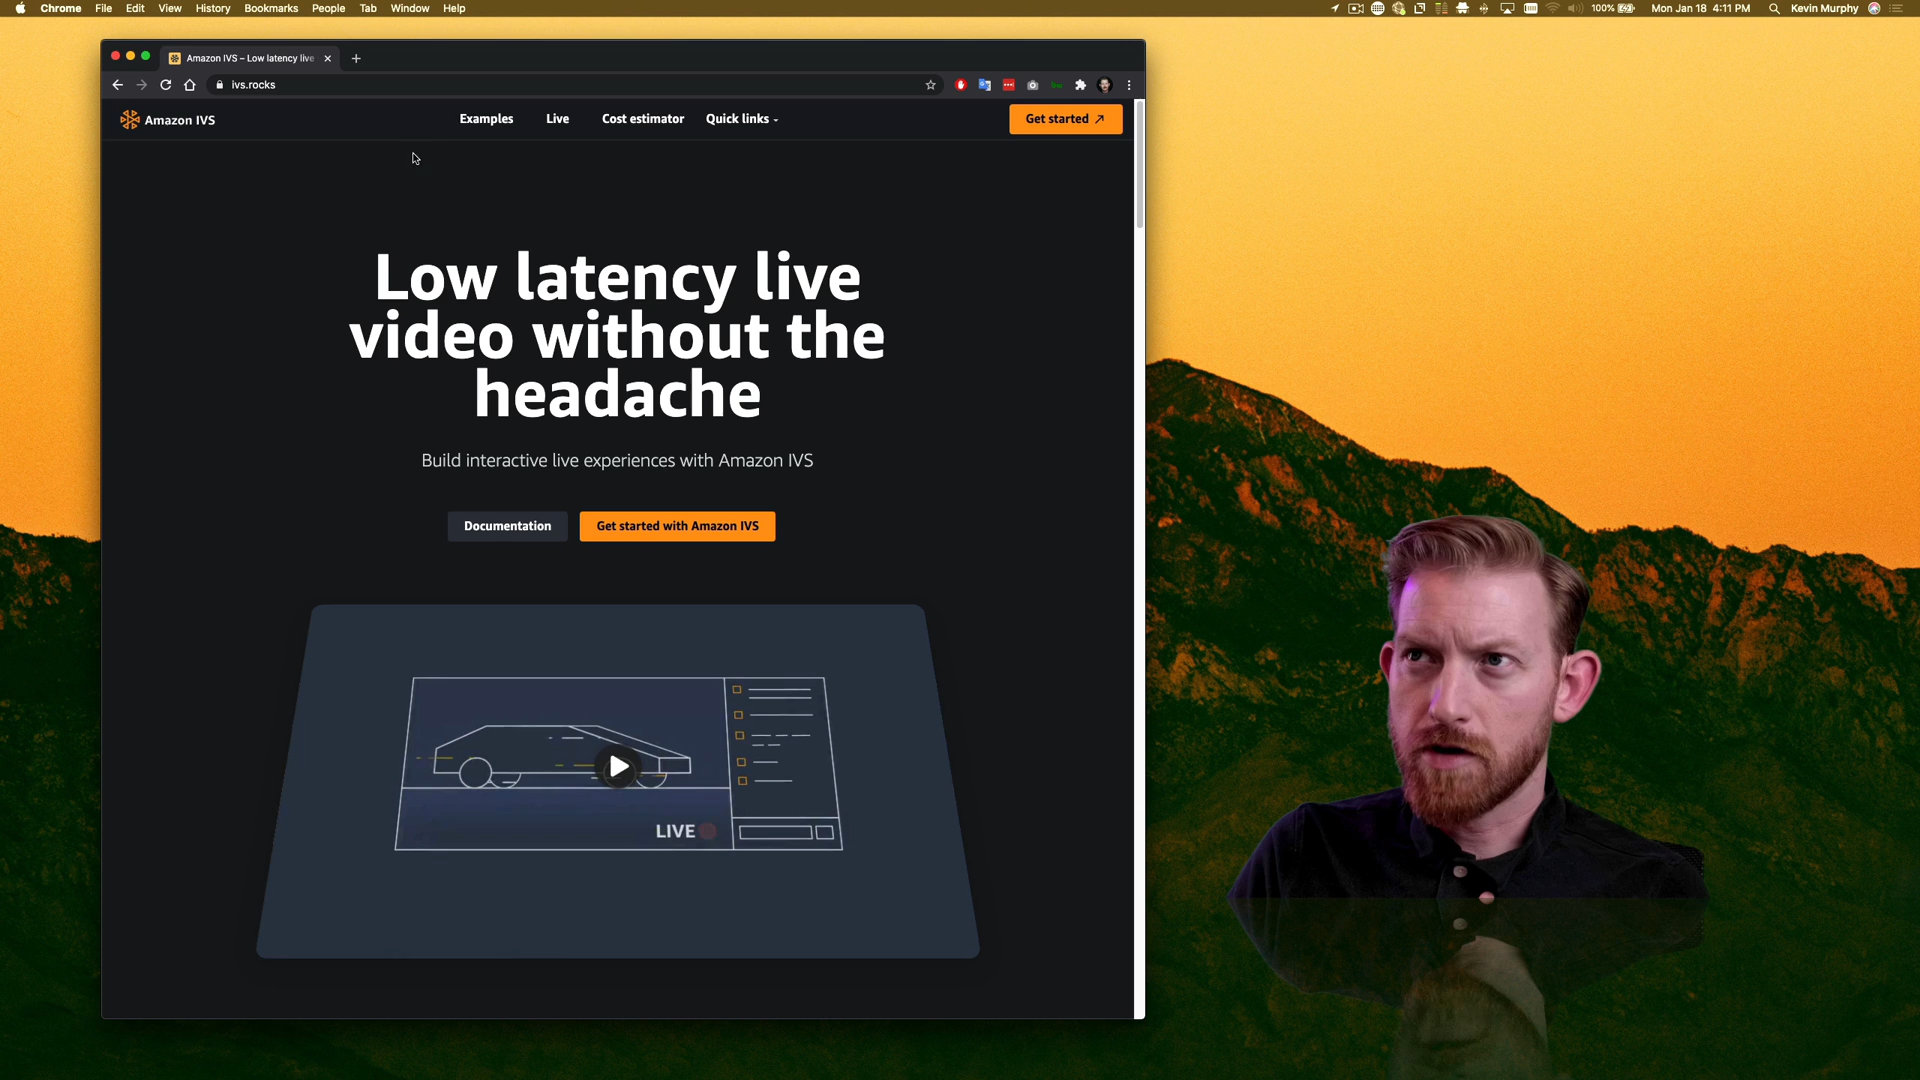 Chrome File Edit View History Bookmarks People Tab Window Help
100% Mon Jan 18 4:11 PM Kevin Murphy
Amazon IVS – Low latency live
ivs.rocks
Amazon IVS Examples Live Cost estimator Quick links Get started
Low latency live
video without the
headache
Build interactive live experiences with Amazon IVS
Documentation Get started with Amazon IVS
LIVE